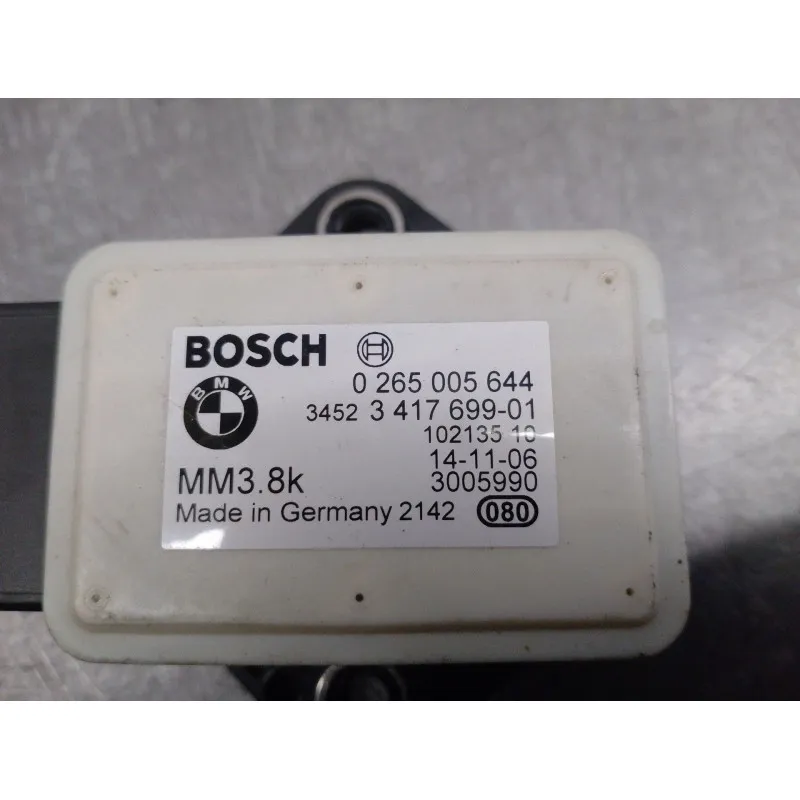 BOSCH
BMW
0 265 005 644
3452 3 417 699-01
102135 10
14-11-06
MM3.8k 3005990
Made in Germany 2142 080